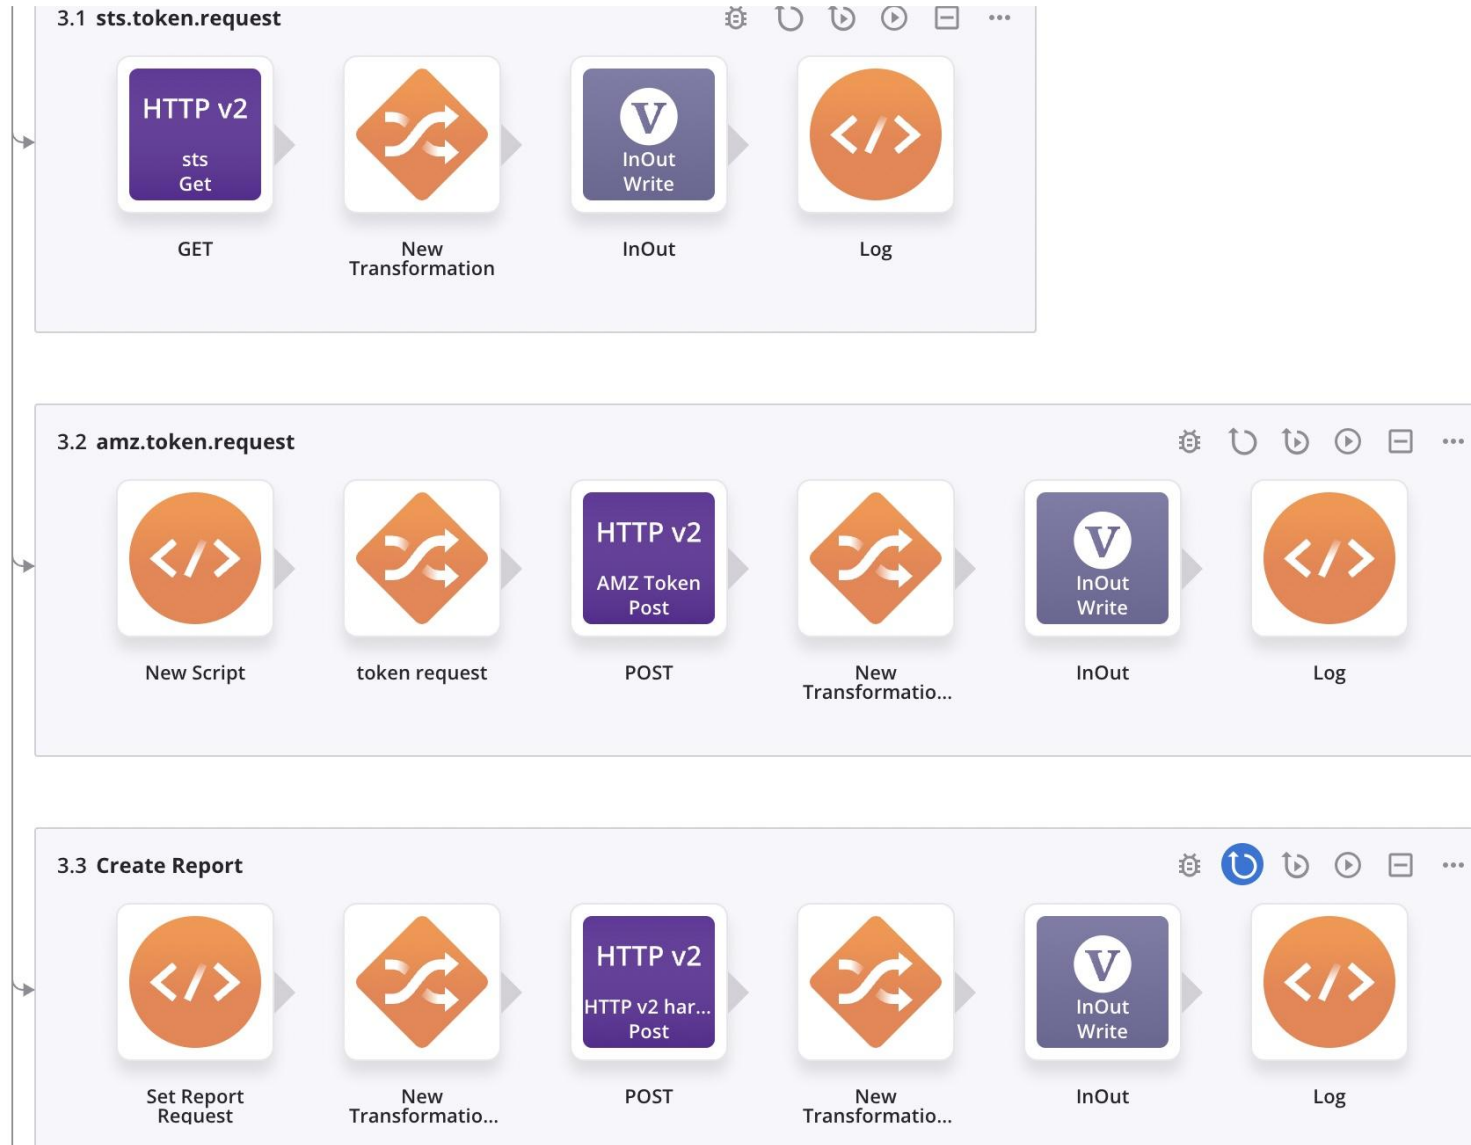 3.1 sts.token.request
HTTP v2
sts
Get
V
InOut
Write
GET
New
Transformation
InOut
Log
3.2 amz.token.request
HTTP v2
AMZ Token
Post
V
InOut
Write
New Script
token request
POST
New
Transformatio...
InOut
Log
3.3 Create Report
HTTP v2
HTTP v2 har...
Post
V
InOut
Write
Set Report
Request
New
Transformatio...
POST
New
Transformatio...
InOut
Log